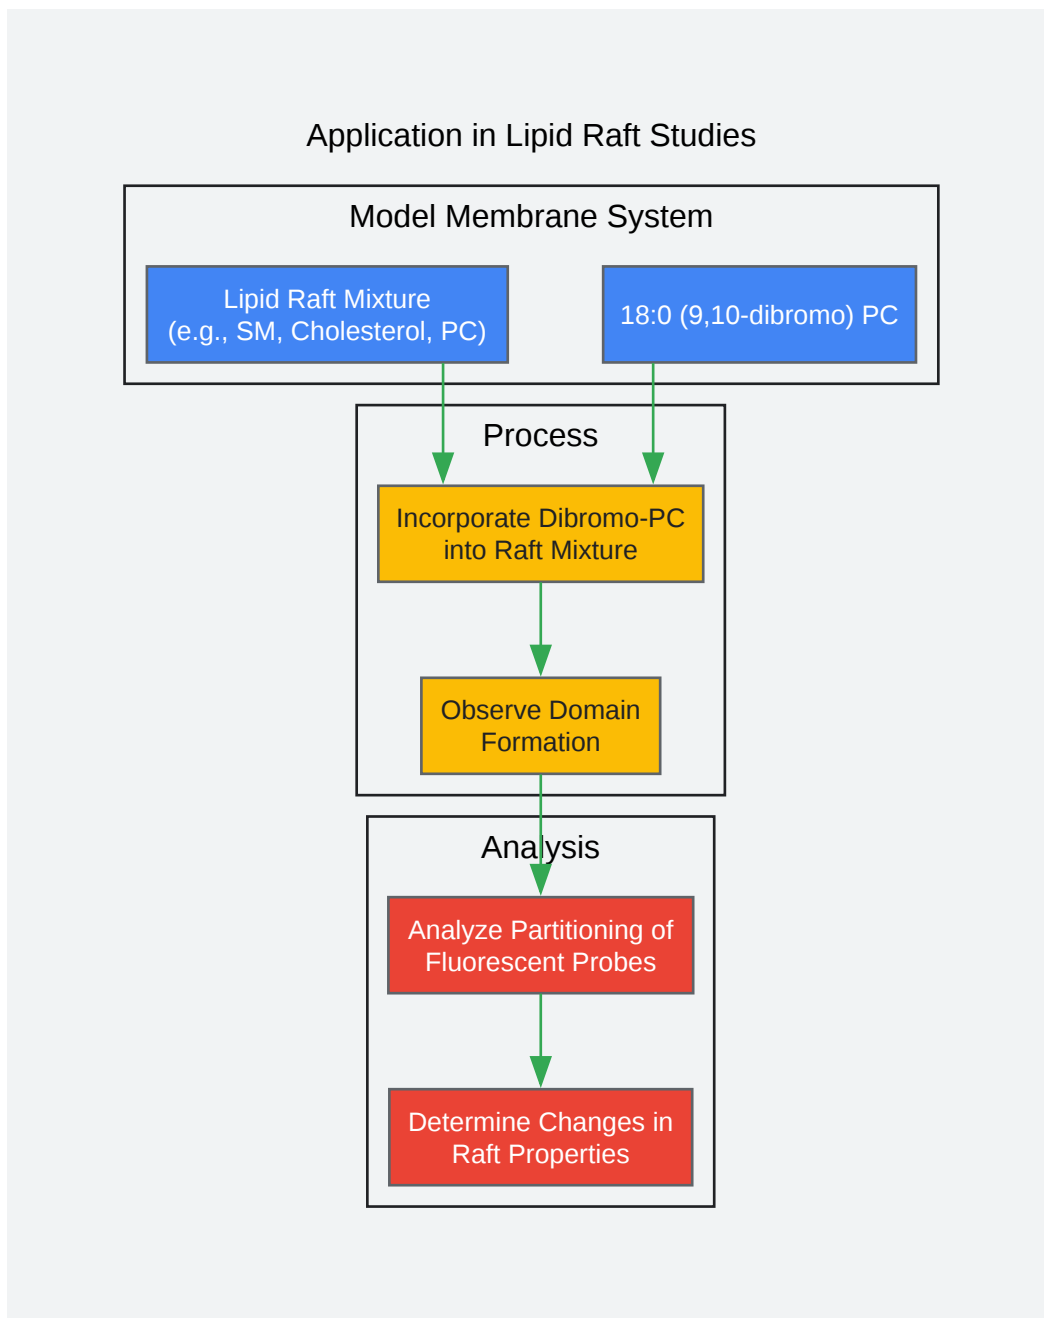 Application in Lipid Raft Studies
Model Membrane System
Lipid Raft Mixture
(e.g., SM, Cholesterol, PC)
18:0 (9,10-dibromo) PC
Process
Incorporate Dibromo-PC
into Raft Mixture
Observe Domain
Formation
Analysis
Analyze Partitioning of
Fluorescent Probes
Determine Changes in
Raft Properties